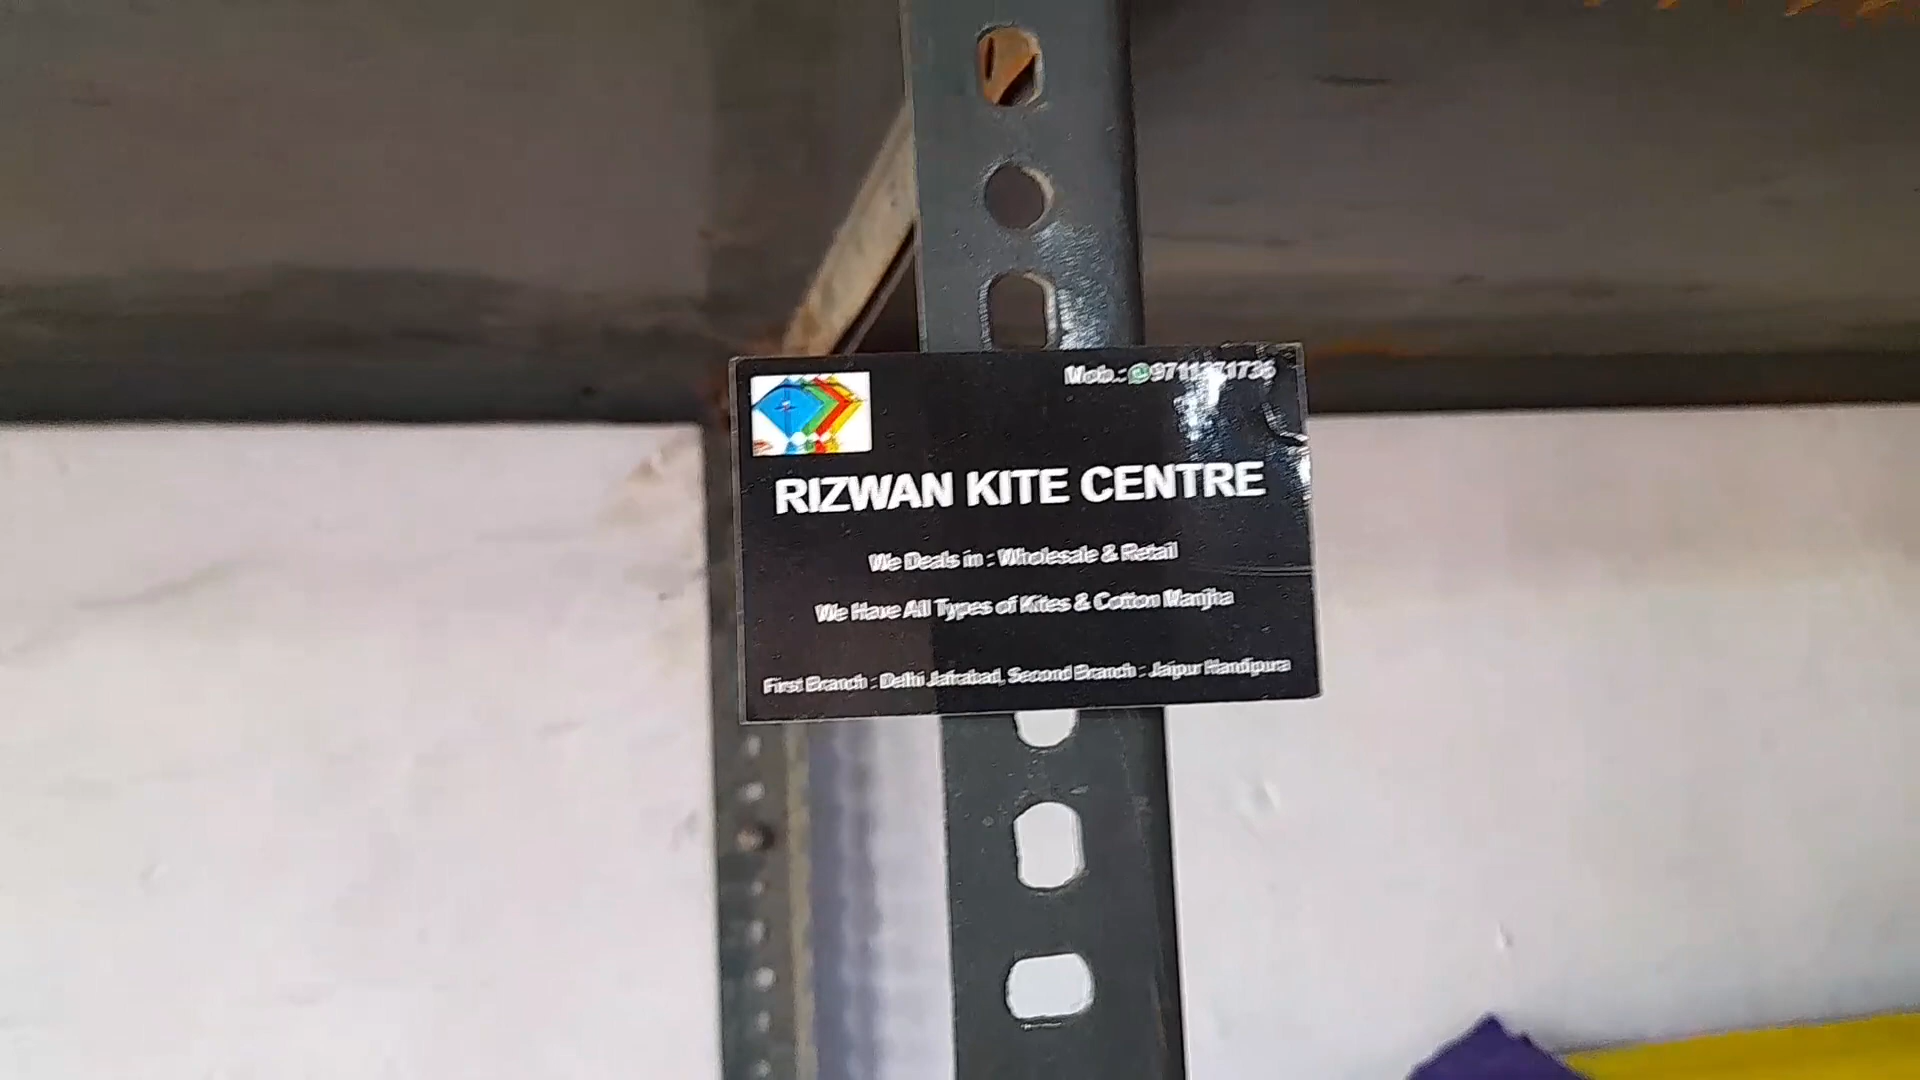 Mob.:
RIZWAN KITE CENTRE
We Deals in : Wholesale & Retail
We Have All Types of Kites & Cotton Manjha
First Branch : Delhi Jafrabad, Second Branch : Jaipur Handipura